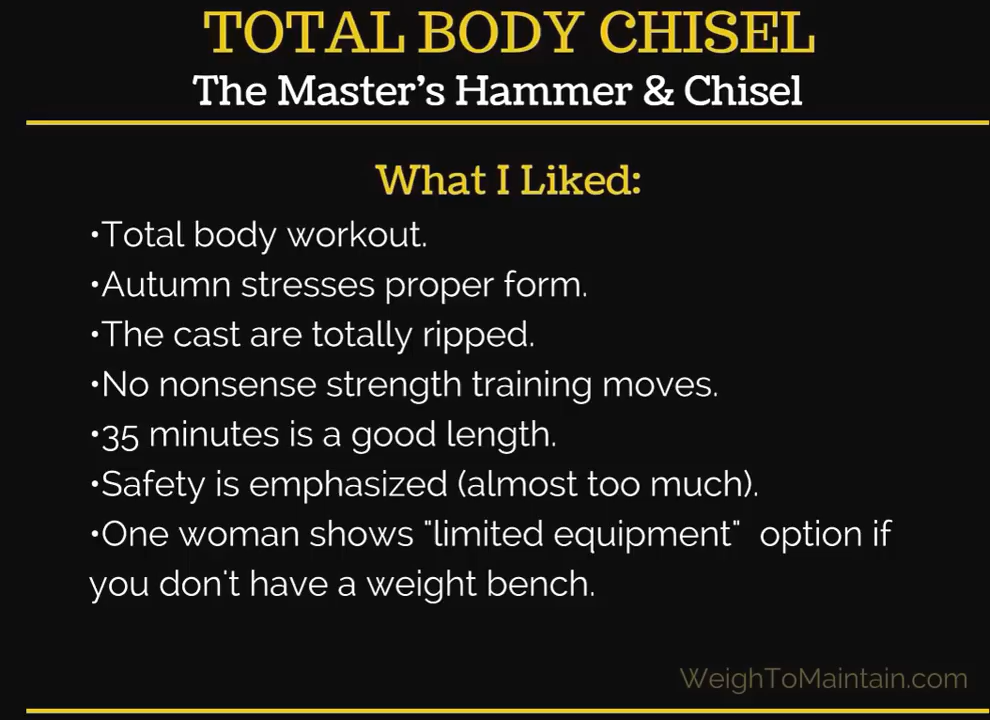 TOTAL BODY CHISEL
The Master's Hammer & Chisel
What I Liked:
•Total body workout.
•Autumn stresses proper form.
•The cast are totally ripped.
•No nonsense strength training moves.
•35 minutes is a good length.
•Safety is emphasized (almost too much).
•One woman shows "limited equipment"  option if
you don't have a weight bench.
WeighToMaintain.com